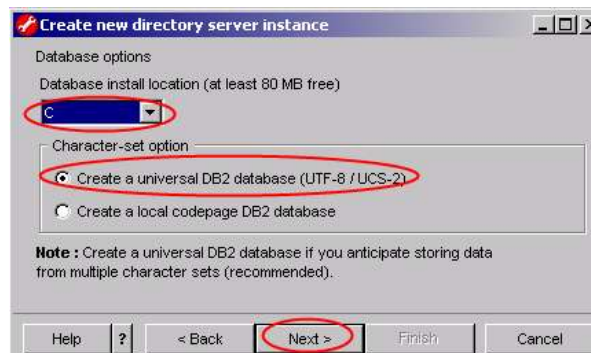 Create new directory server instance
Database options
Database install location (at least 80 MB free)
C
Character-set option
Create a universal DB2 database (UTF-8 / UCS-2)
Create a local codepage DB2 database
Note : Create a universal DB2 database if you anticipate storing data
from multiple character sets (recommended).
Help ? < Back Next > Finish Cancel